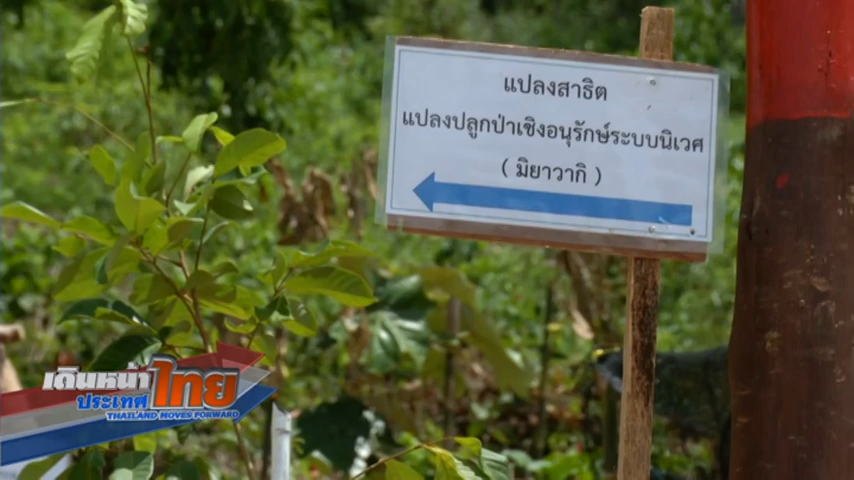 แปลงสาธิต
แปลงปลูกป่าเชิงอนุรักษ์ระบบนิเวศ
( มิยาวากิ )
เดินหน้า
ประเทศ
ไทย
THAILAND MOVES FORWARD